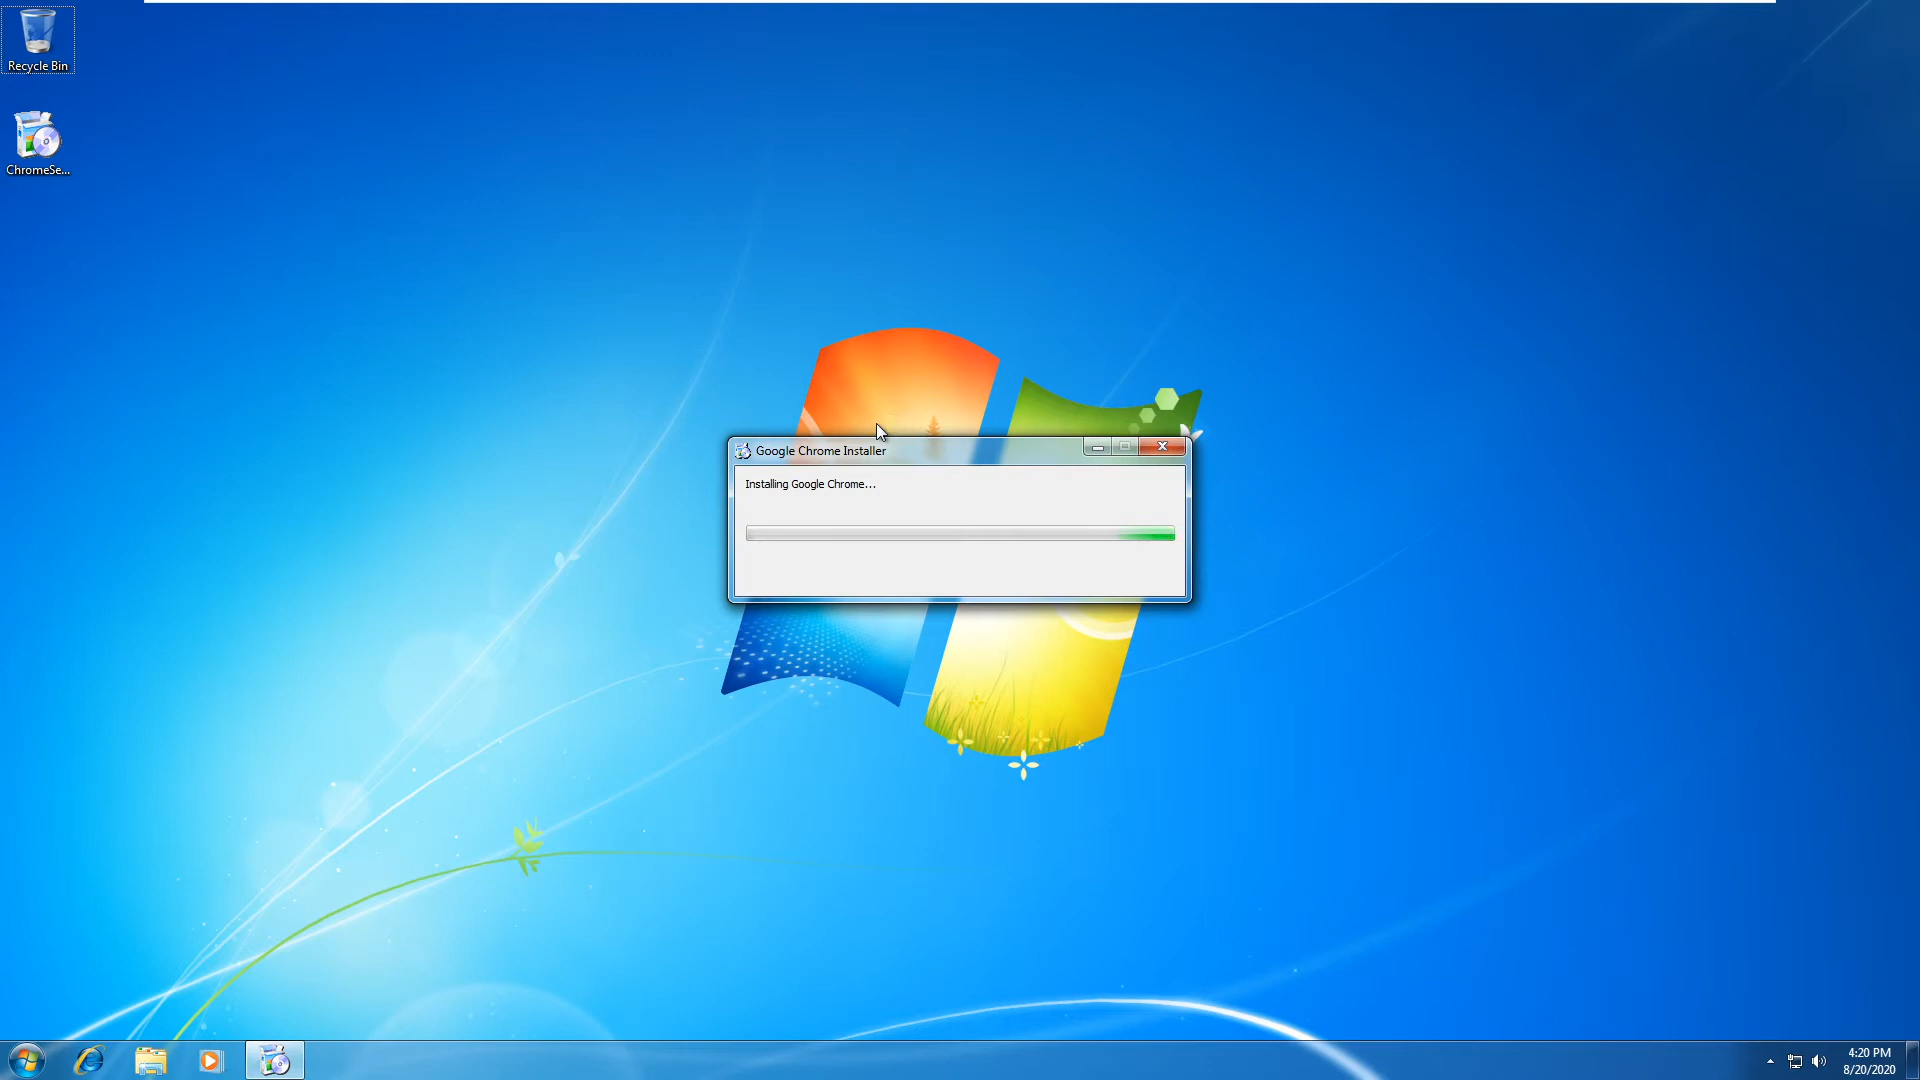 Recycle Bin
ChromeSe...
Google Chrome Installer
Installing Google Chrome...
4:20 PM
8/20/2020